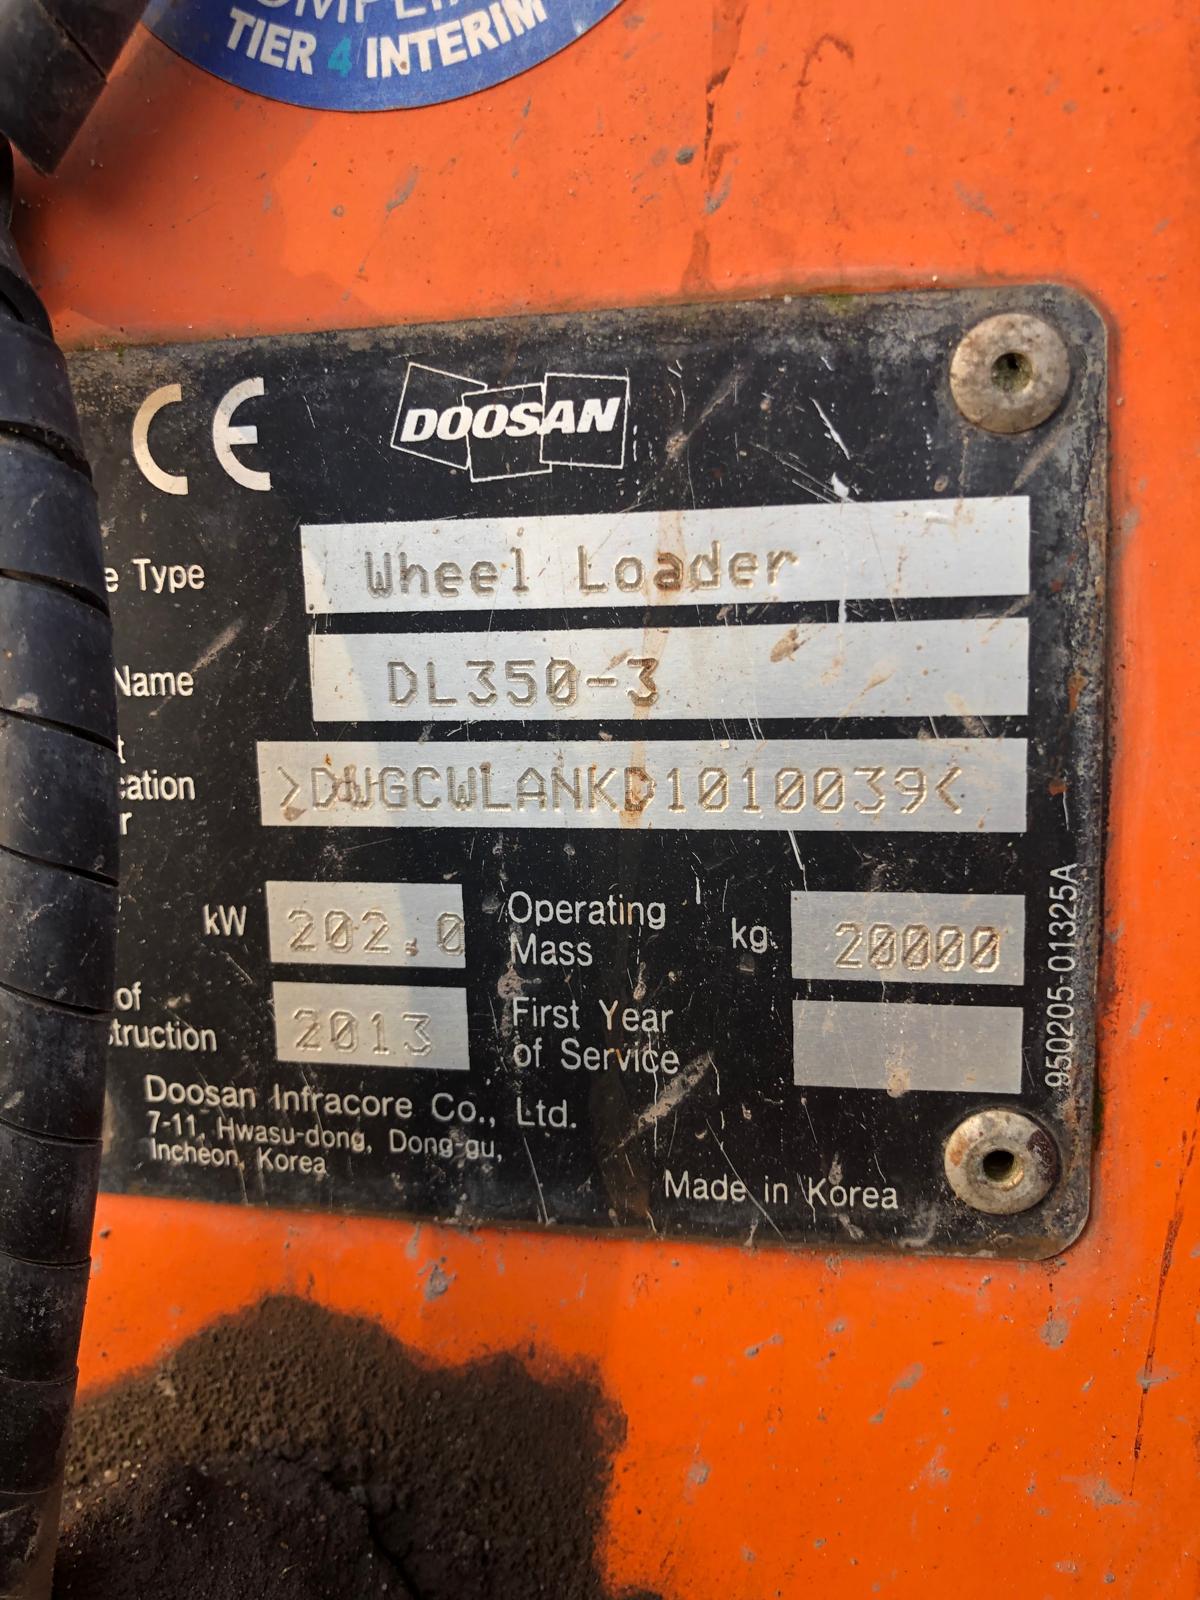 TIER 4 INTERIM
CE
DOOSAN
Type
Wheel Loader
Name
DL350-3
>DWGCWLANKD1010039<
kW
202.0
Operating
Mass
kg
20000
of
2013
First Year
of Service
Doosan Infracore Co., Ltd.
7-11, Hwasu-dong, Dong-gu,
Incheon, Korea
Made in Korea
950205-01325A